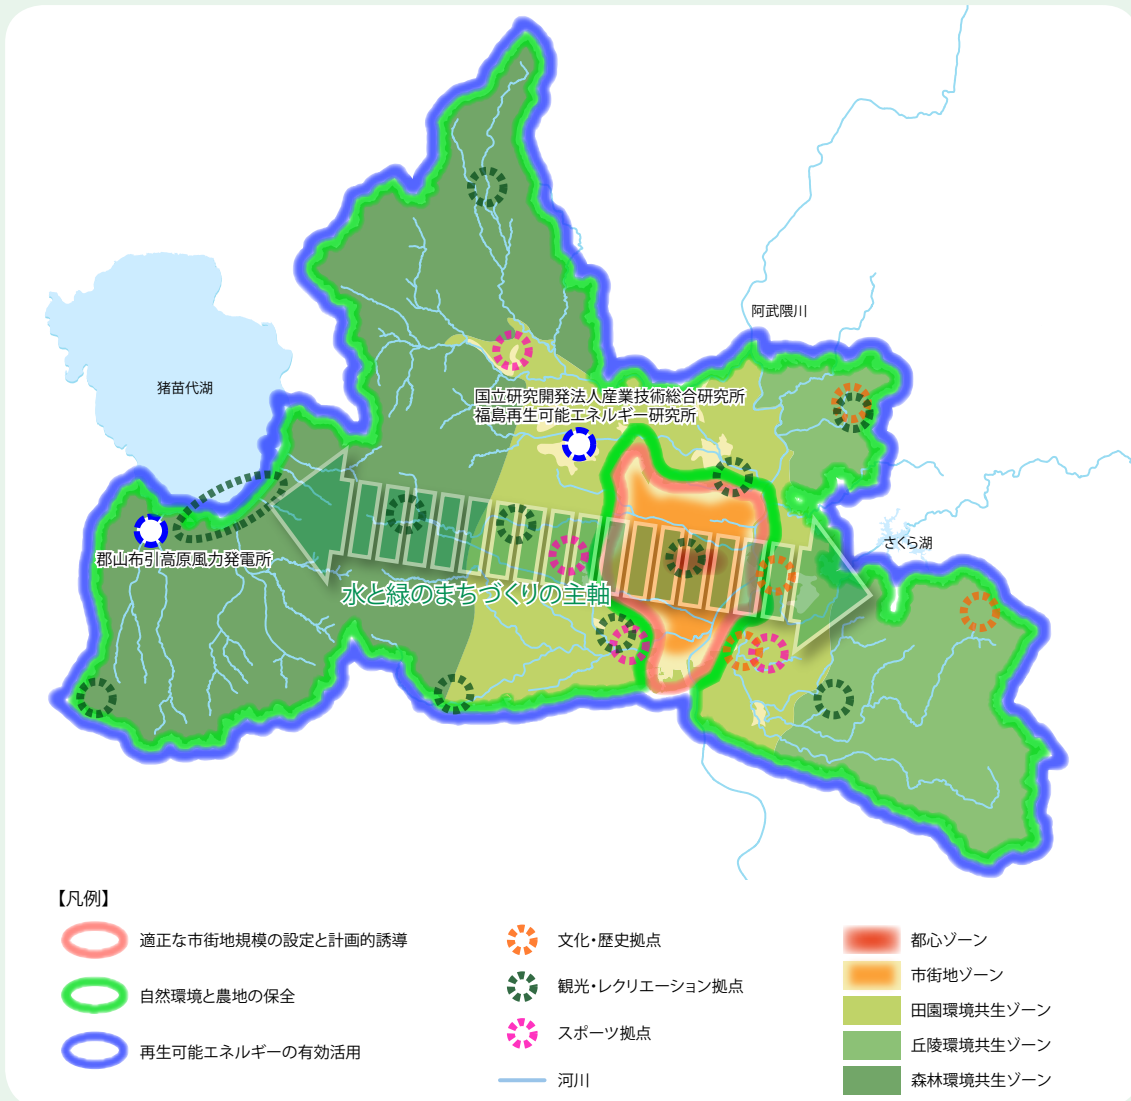 阿武隈川
猪苗代湖
国立研究開発法人産業技術総合研究所
福島再生可能エネルギー研究所
さくら湖
郡山布引高原風力発電所
水と緑のまちづくりの主軸
【凡例】
適正な市街地規模の設定と計画的誘導
自然環境と農地の保全
再生可能エネルギーの有効活用
文化・歴史拠点
観光・レクリエーション拠点
スポーツ拠点
河川
都心ゾーン
市街地ゾーン
田園環境共生ゾーン
丘陵環境共生ゾーン
森林環境共生ゾーン